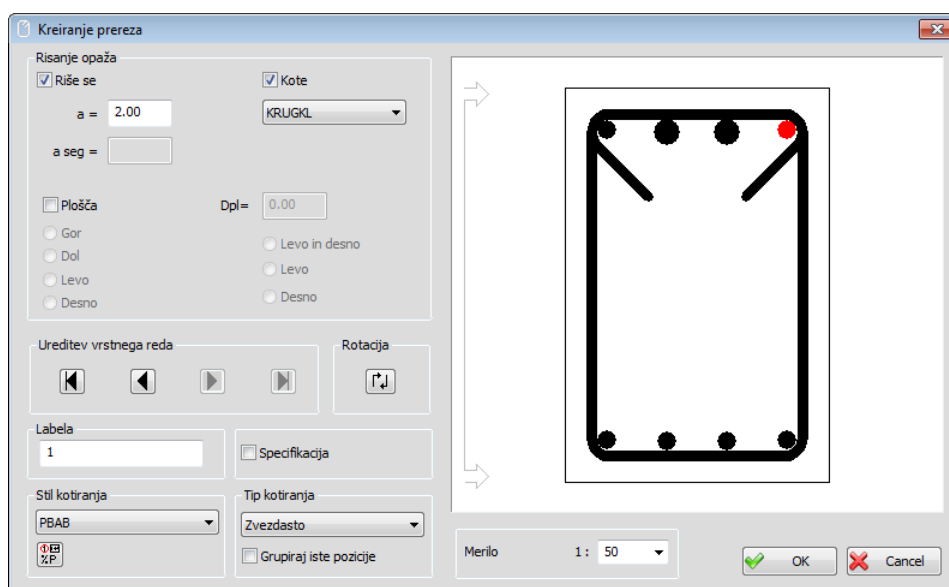 Kreiranje prereza
Risanje opaža
Riše se
Kote
a =
2.00
KRUGKL
a seg =
Plošča
Dpl=
0.00
Gor
Dol
Levo
Desno
Levo in desno
Levo
Desno
Ureditev vrstnega reda
Rotacija
Labela
1
Specifikacija
Stil kotiranja
PBAB
%P
Tip kotiranja
Zvezdasto
Grupiraj iste pozicije
Merilo
1 :
50
OK
Cancel